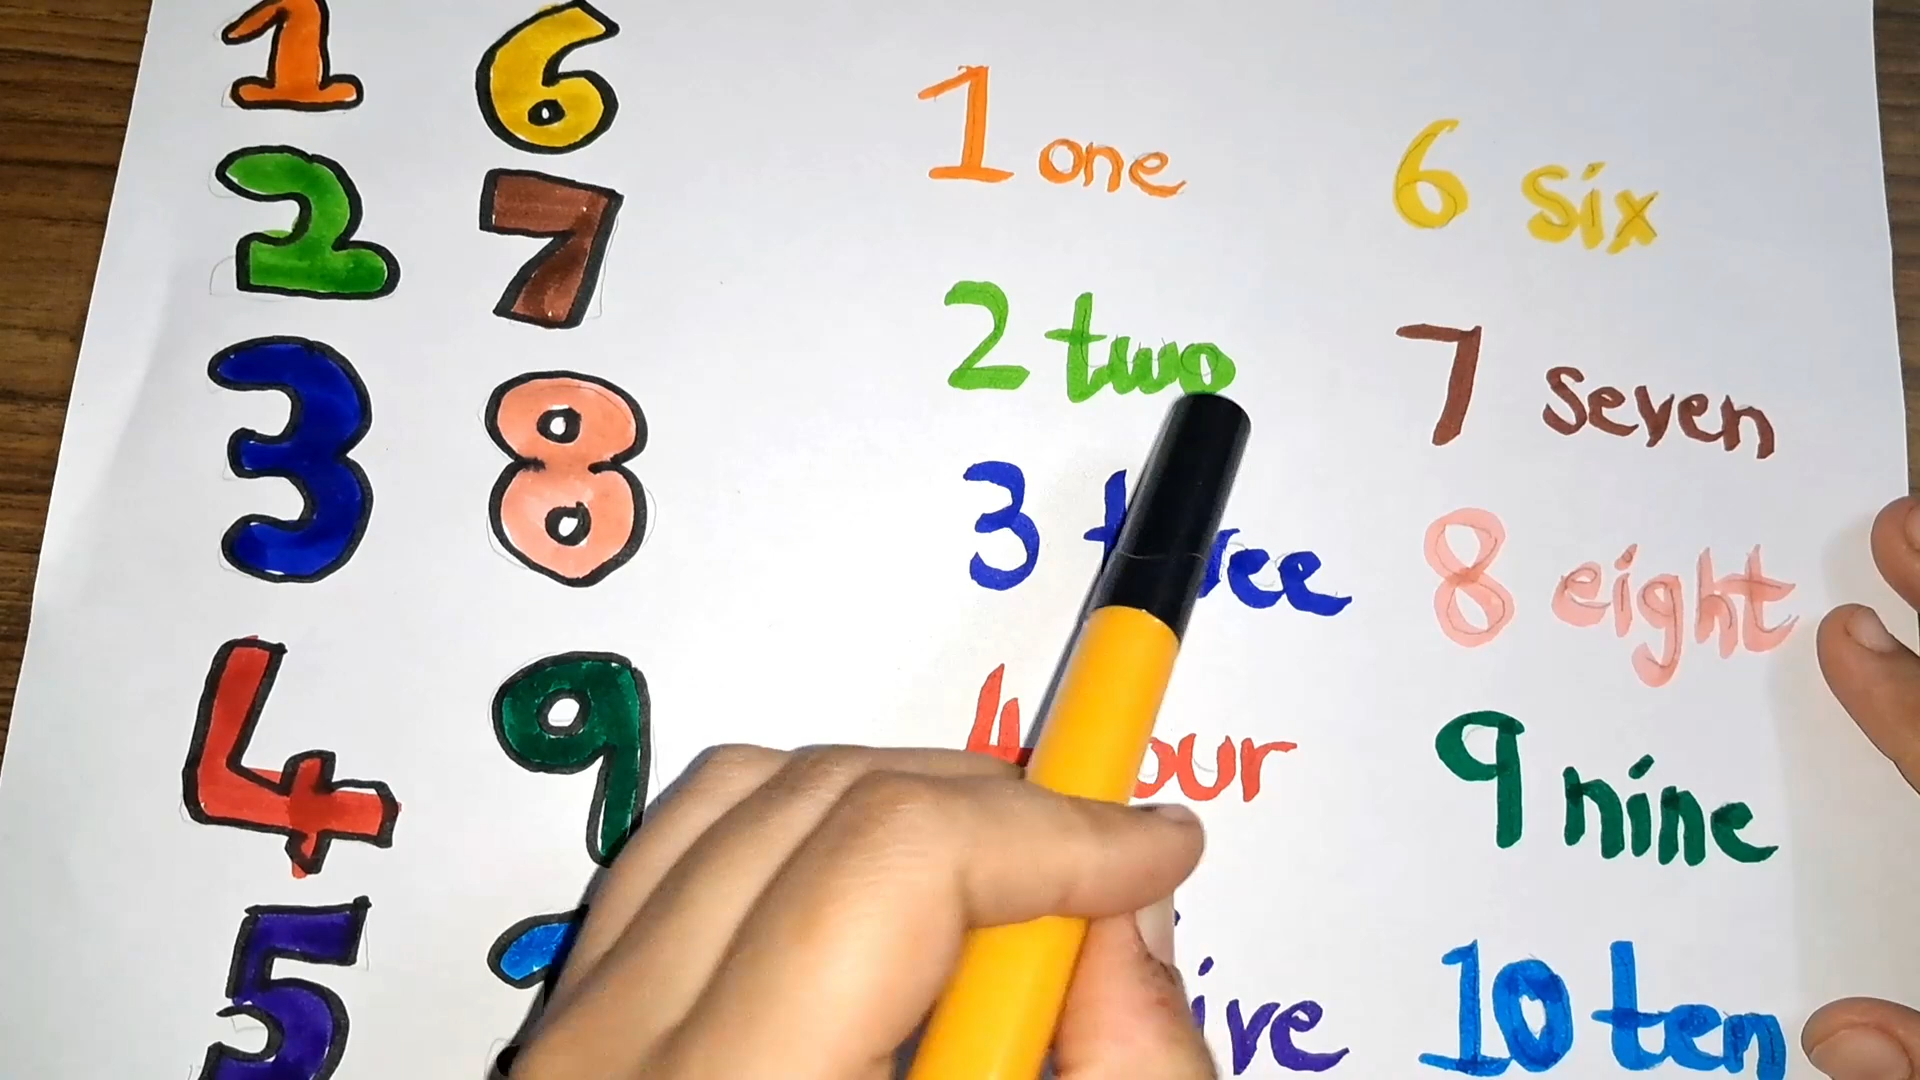 1 6
2 7
3 8
4 9
5
1 one 6 six
2 two 7 seven
3 8 eight
4 9 nine
10 ten